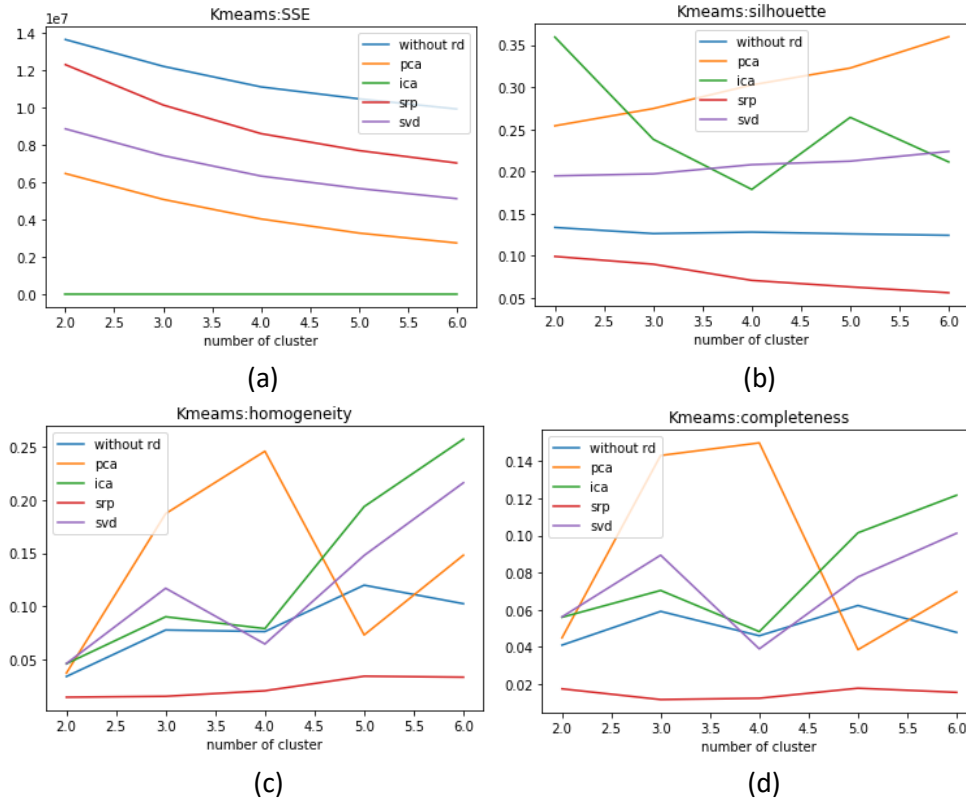 Kmeams:SSE
1e7
1.4
1.2
1.0
0.8
0.6
0.4
0.2
0.0
without rd
pca
ica
srp
svd
2.0 2.5 3.0 3.5 4.0 4.5 5.0 5.5 6.0
number of cluster
(a)
Kmeams:silhouette
0.35
0.30
0.25
0.20
0.15
0.10
0.05
without rd
pca
ica
srp
svd
2.0 2.5 3.0 3.5 4.0 4.5 5.0 5.5 6.0
number of cluster
(b)
Kmeams:homogeneity
0.25
0.20
0.15
0.10
0.05
without rd
pca
ica
srp
svd
2.0 2.5 3.0 3.5 4.0 4.5 5.0 5.5 6.0
number of cluster
(c)
Kmeams:completeness
0.14
0.12
0.10
0.08
0.06
0.04
0.02
without rd
pca
ica
srp
svd
2.0 2.5 3.0 3.5 4.0 4.5 5.0 5.5 6.0
number of cluster
(d)